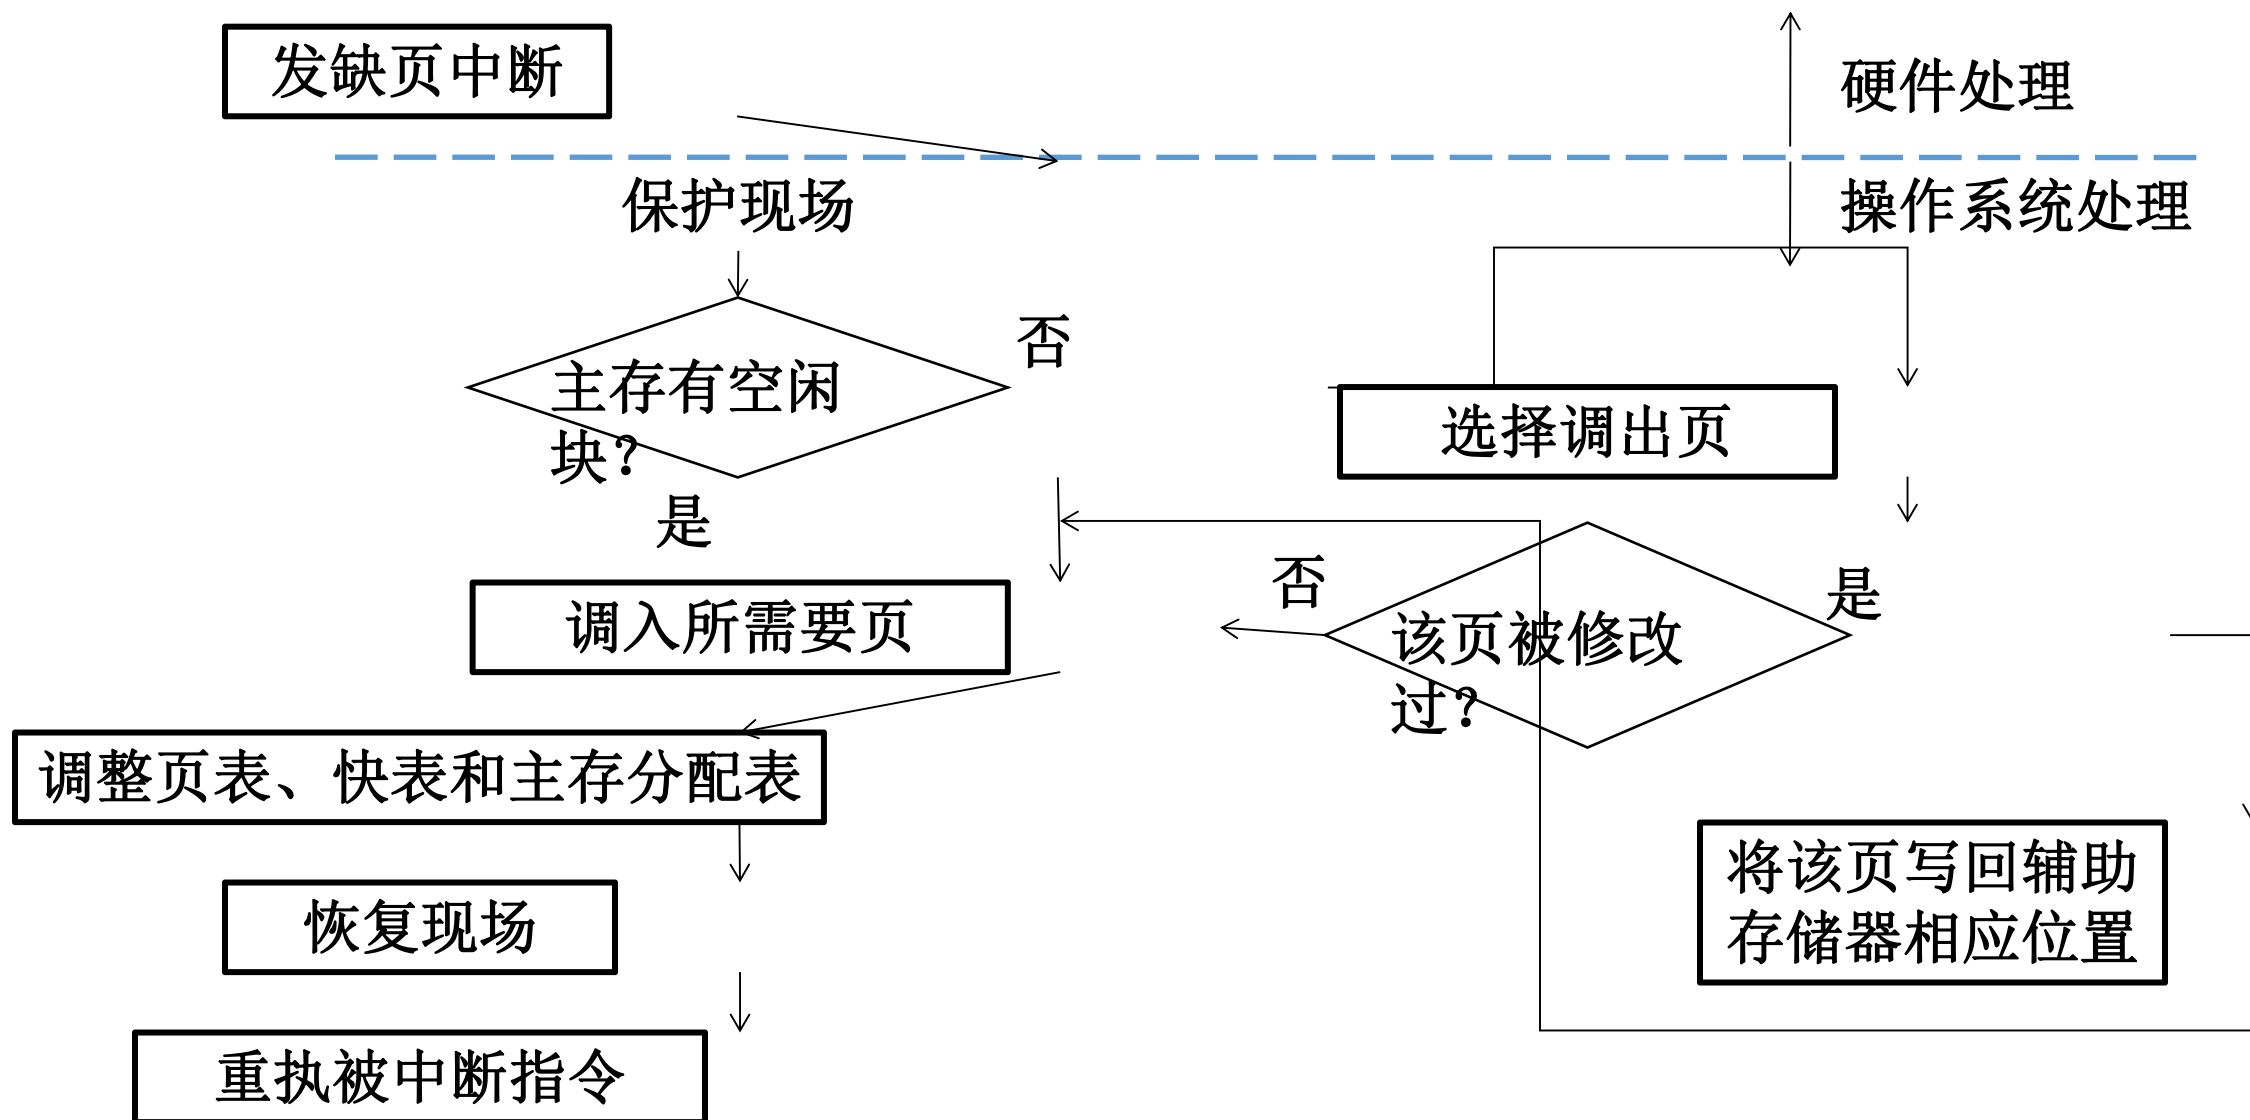 发缺页中断
硬件处理
保护现场
操作系统处理
否
主存有空闲
块？
选择调出页
是
否
是
调入所需要页
该页被修改
过？
调整页表、快表和主存分配表
将该页写回辅助
存储器相应位置
恢复现场
重执被中断指令